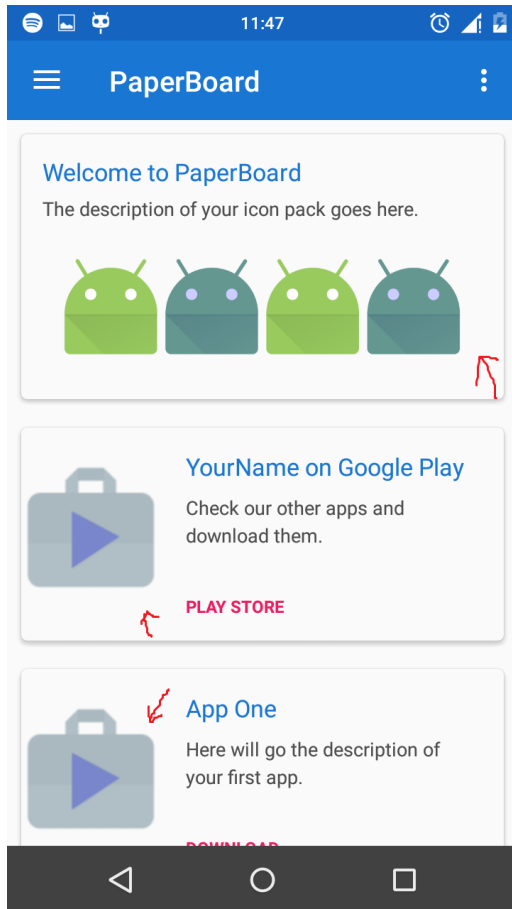 11:47
PaperBoard
Welcome to PaperBoard
The description of your icon pack goes here.
YourName on Google Play
Check our other apps and
download them.
PLAY STORE
App One
Here will go the description of
your first app.
DOWNLOAD